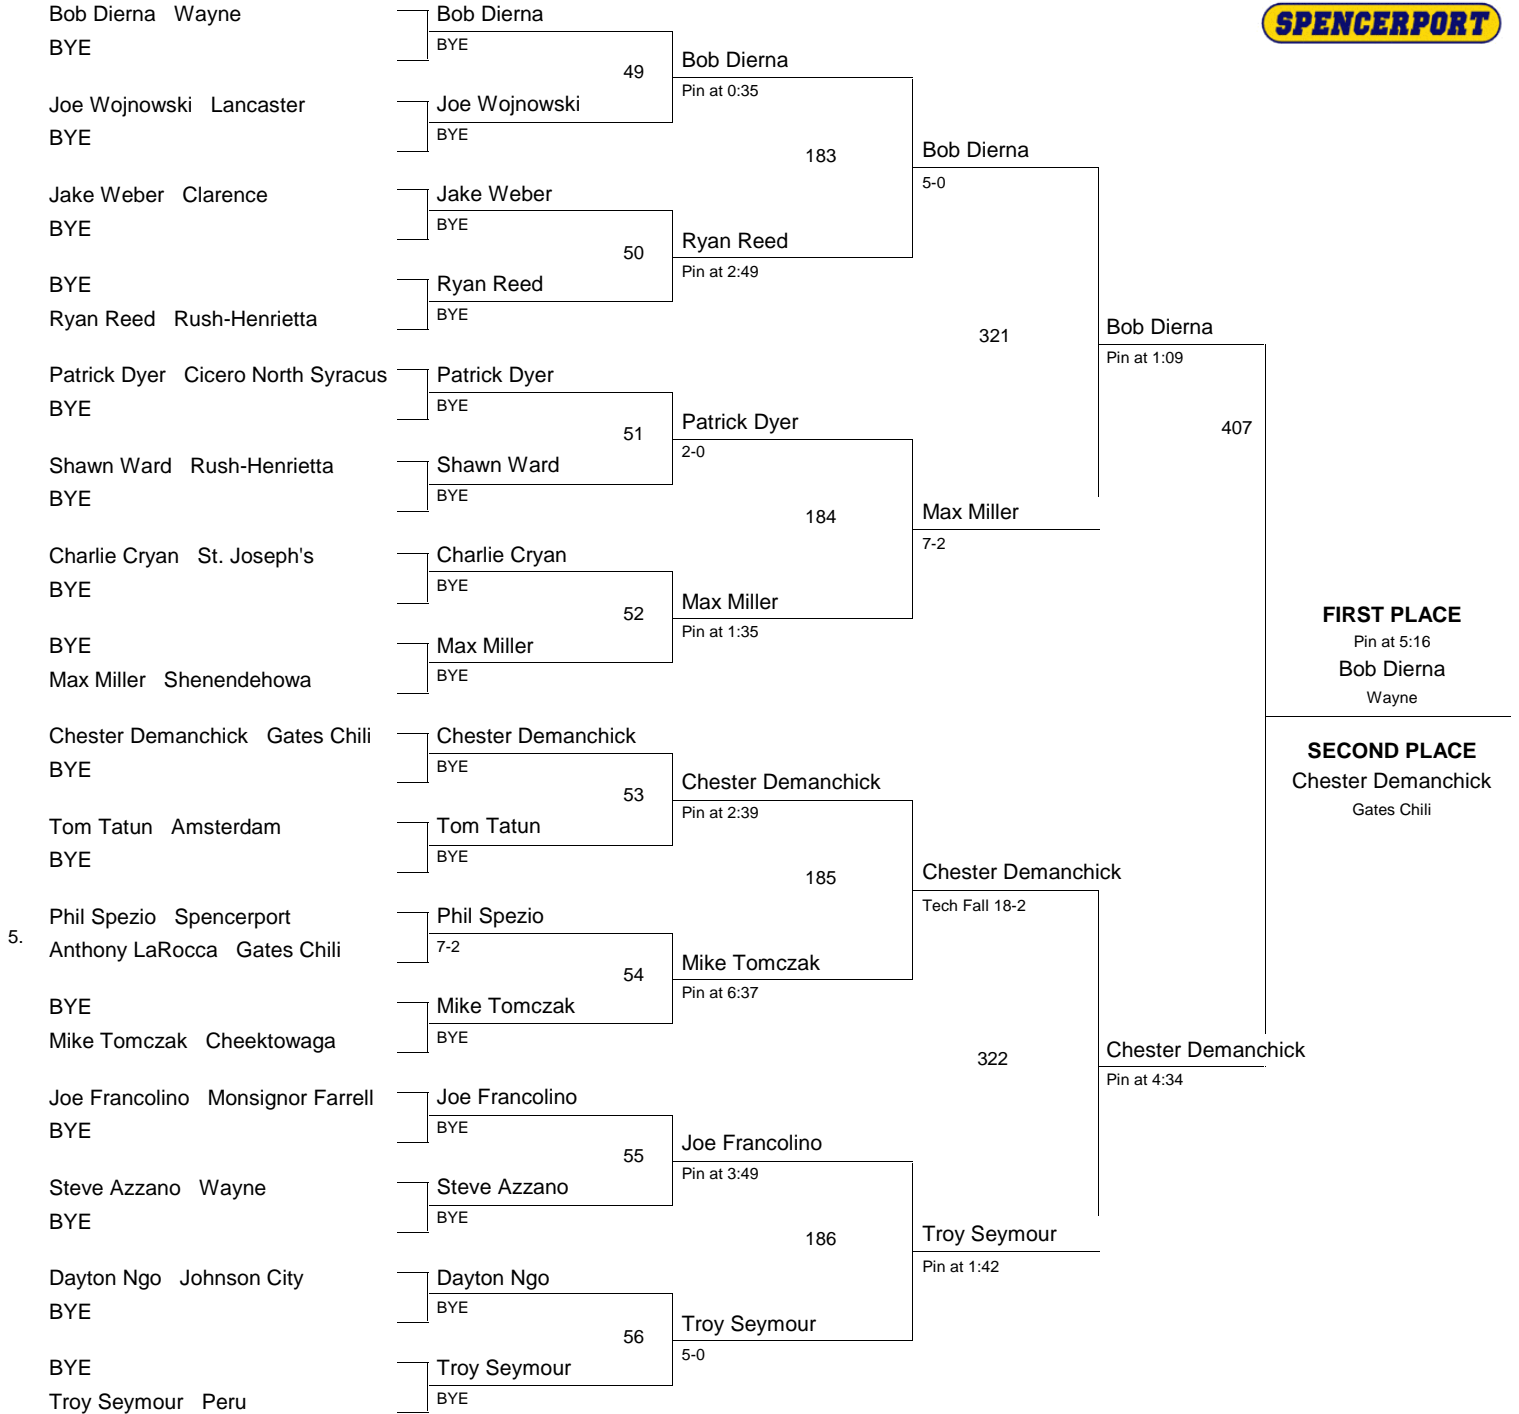 SPENCERPORT
Bob Dierna Wayne
BYE
Joe Wojnowski Lancaster
BYE
Jake Weber Clarence
BYE
BYE
Ryan Reed Rush-Henrietta
Patrick Dyer Cicero North Syracus
BYE
Shawn Ward Rush-Henrietta
BYE
Charlie Cryan St. Joseph's
BYE
BYE
Max Miller Shenendehowa
Chester Demanchick Gates Chili
BYE
Tom Tatun Amsterdam
BYE
5.
Phil Spezio Spencerport
Anthony LaRocca Gates Chili
BYE
Mike Tomczak Cheektowaga
Joe Francolino Monsignor Farrell
BYE
Steve Azzano Wayne
BYE
Dayton Ngo Johnson City
BYE
BYE
Troy Seymour Peru
Bob Dierna
BYE
49
Joe Wojnowski
BYE
Jake Weber
BYE
50
Ryan Reed
BYE
Patrick Dyer
BYE
51
Shawn Ward
BYE
Charlie Cryan
BYE
52
Max Miller
BYE
Chester Demanchick
BYE
53
Tom Tatun
BYE
Phil Spezio
7-2
54
Mike Tomczak
BYE
Joe Francolino
BYE
55
Steve Azzano
BYE
Dayton Ngo
BYE
56
Troy Seymour
BYE
Bob Dierna
Pin at 0:35
183
Ryan Reed
Pin at 2:49
Patrick Dyer
2-0
184
Max Miller
Pin at 1:35
Chester Demanchick
Pin at 2:39
185
Mike Tomczak
Pin at 6:37
Joe Francolino
Pin at 3:49
186
Troy Seymour
5-0
Bob Dierna
5-0
321
Max Miller
7-2
Chester Demanchick
Tech Fall 18-2
322
Troy Seymour
Pin at 1:42
Bob Dierna
Pin at 1:09
407
Chester Demanchick
Pin at 4:34
FIRST PLACE
Pin at 5:16
Bob Dierna
Wayne
SECOND PLACE
Chester Demanchick
Gates Chili